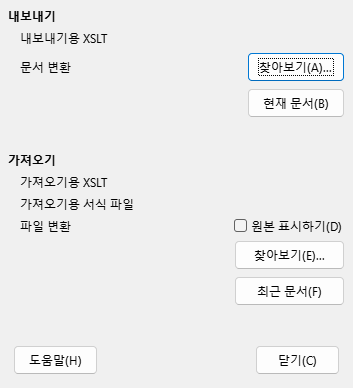 내보내기
내보내기용 XSLT
문서 변환
찾아보기(A)...
현재 문서(B)
가져오기
가져오기용 XSLT
가져오기용 서식 파일
파일 변환
원본 표시하기(D)
찾아보기(E)...
최근 문서(F)
도움말(H)
닫기(C)